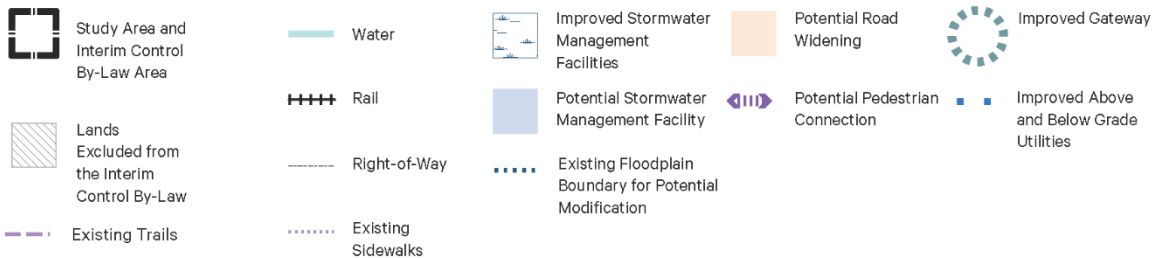 Study Area and
Interim Control
By-Law Area
Lands
Excluded from
the Interim
Control By-Law
Existing Trails
Water
Rail
Right-of-Way
Existing
Sidewalks
Improved Stormwater
Management
Facilities
Potential Stormwater
Management Facility
Existing Floodplain
Boundary for Potential
Modification
Potential Road
Widening
Potential Pedestrian
Connection
Improved Gateway
Improved Above
and Below Grade
Utilities